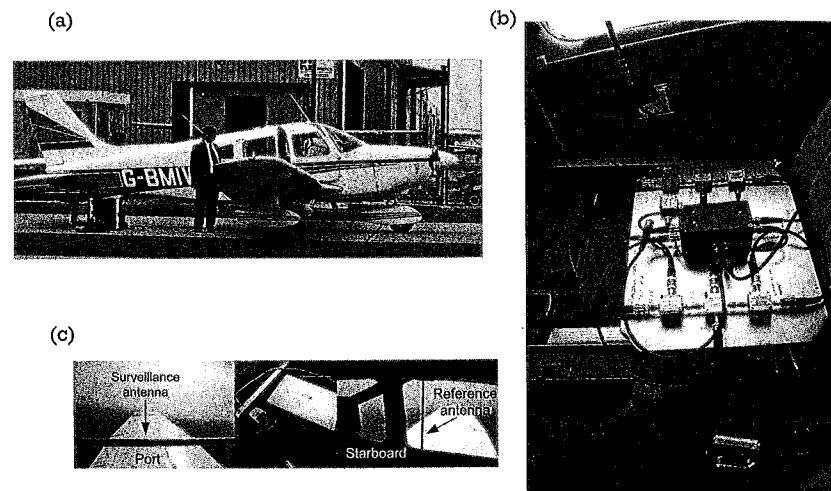 (a)
(b)
G-BMIV
(c)
Surveillance
antenna
Port
Starboard
Reference
antenna